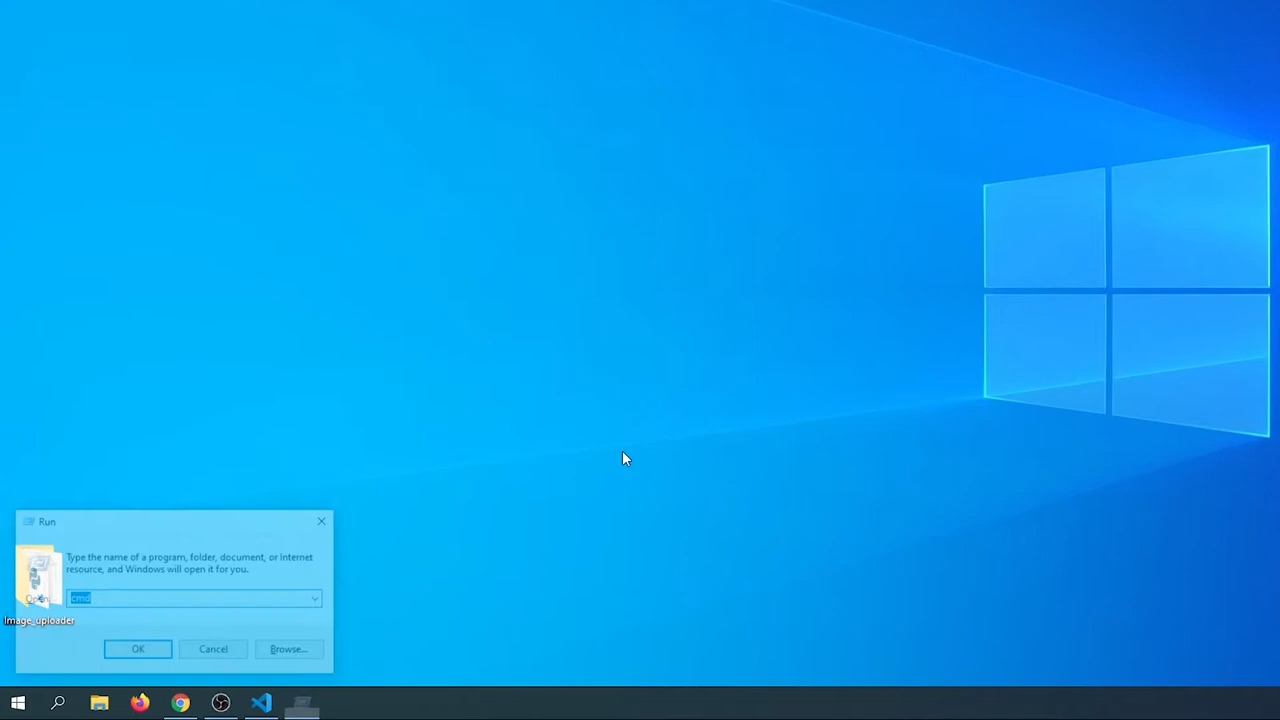 Run
Type the name of a program, folder, document, or Internet
resource, and Windows will open it for you.
Open:
cmd
Image_uploader
OK
Cancel
Browse...